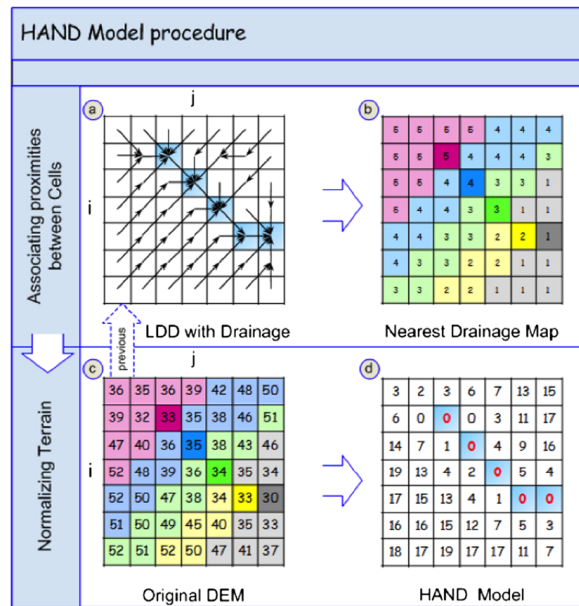 HAND Model procedure
Associating proximities
between Cells
a
j
i
LDD with Drainage
b
5 5 5 5 4 4 4
5 5 5 4 4 4 3
5 5 4 4 3 3 1
5 4 4 3 3 1 1
4 4 3 3 2 2 1
4 3 3 2 2 1 1
3 3 2 2 1 1 1
Nearest Drainage Map
previous
Normalizing Terrain
c
j
i
36 35 36 39 42 48 50
39 32 33 35 38 46 51
47 40 36 35 38 43 46
52 48 39 36 34 35 34
52 50 47 38 34 33 30
51 50 49 45 40 35 33
52 51 52 50 47 41 37
Original DEM
d
3 2 3 6 7 13 15
6 0 0 0 3 11 17
14 7 1 0 4 9 16
19 13 4 2 0 5 4
17 15 13 4 1 0 0
16 16 15 12 7 5 3
18 17 19 17 17 11 7
HAND Model